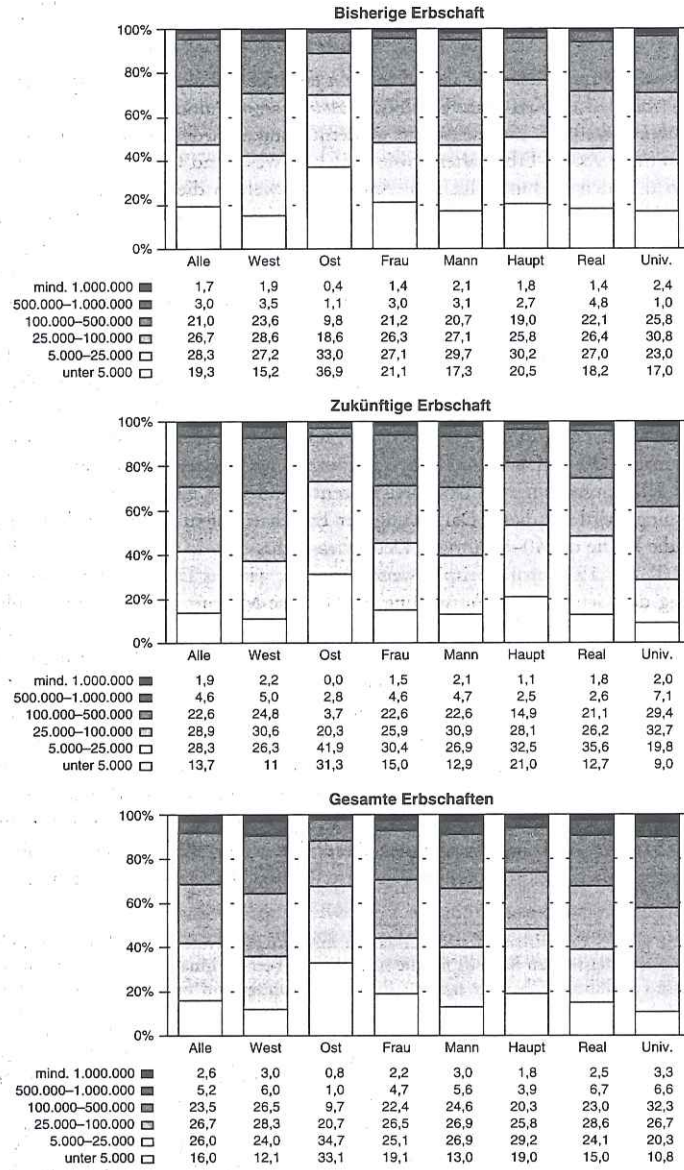 Bisherige Erbschaft
100%
80%
60%
40%
20%
0%
Alle West Ost Frau Mann Haupt Real Univ.
mind. 1.000.000 1,7 1,9 0,4 1,4 2,1 1,8 1,4 2,4
500.000–1.000.000 3,0 3,5 1,1 3,0 3,1 2,7 4,8 1,0
100.000–500.000 21,0 23,6 9,8 21,2 20,7 19,0 22,1 25,8
25.000–100.000 26,7 28,6 18,6 26,3 27,1 25,8 26,4 30,8
5.000–25.000 28,3 27,2 33,0 27,1 29,7 30,2 27,0 23,0
unter 5.000 19,3 15,2 36,9 21,1 17,3 20,5 18,2 17,0
Zukünftige Erbschaft
100%
80%
60%
40%
20%
0%
Alle West Ost Frau Mann Haupt Real Univ.
mind. 1.000.000 1,9 2,2 0,0 1,5 2,1 1,1 1,8 2,0
500.000–1.000.000 4,6 5,0 2,8 4,6 4,7 2,5 2,6 7,1
100.000–500.000 22,6 24,8 3,7 22,6 22,6 14,9 21,1 29,4
25.000–100.000 28,9 30,6 20,3 25,9 30,9 28,1 26,2 32,7
5.000–25.000 28,3 26,3 41,9 30,4 26,9 32,5 35,6 19,8
unter 5.000 13,7 11 31,3 15,0 12,9 21,0 12,7 9,0
Gesamte Erbschaften
100%
80%
60%
40%
20%
0%
Alle West Ost Frau Mann Haupt Real Univ.
mind. 1.000.000 2,6 3,0 0,8 2,2 3,0 1,8 2,5 3,3
500.000–1.000.000 5,2 6,0 1,0 4,7 5,6 3,9 6,7 6,6
100.000–500.000 23,5 26,5 9,7 22,4 24,6 20,3 23,0 32,3
25.000–100.000 26,7 28,3 20,7 26,5 26,9 25,8 28,6 26,7
5.000–25.000 26,0 24,0 34,7 25,1 26,9 29,2 24,1 20,3
unter 5.000 16,0 12,1 33,1 19,1 13,0 19,0 15,0 10,8